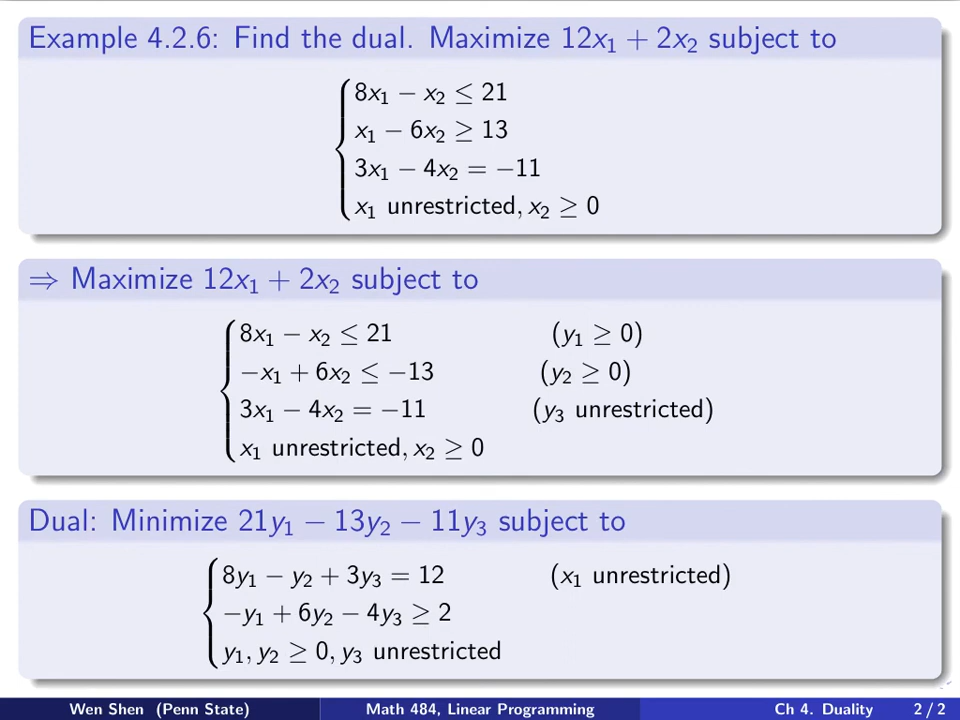 Example 4.2.6: Find the dual. Maximize 12x₁ + 2x₂ subject to
8x₁ − x₂ ≤ 21
x₁ − 6x₂ ≥ 13
3x₁ − 4x₂ = −11
x₁ unrestricted, x₂ ≥ 0
⇒ Maximize 12x₁ + 2x₂ subject to
8x₁ − x₂ ≤ 21 (y₁ ≥ 0)
−x₁ + 6x₂ ≤ −13 (y₂ ≥ 0)
3x₁ − 4x₂ = −11 (y₃ unrestricted)
x₁ unrestricted, x₂ ≥ 0
Dual: Minimize 21y₁ − 13y₂ − 11y₃ subject to
8y₁ − y₂ + 3y₃ = 12 (x₁ unrestricted)
−y₁ + 6y₂ − 4y₃ ≥ 2
y₁, y₂ ≥ 0, y₃ unrestricted
Wen Shen (Penn State) Math 484, Linear Programming Ch 4. Duality 2 / 2